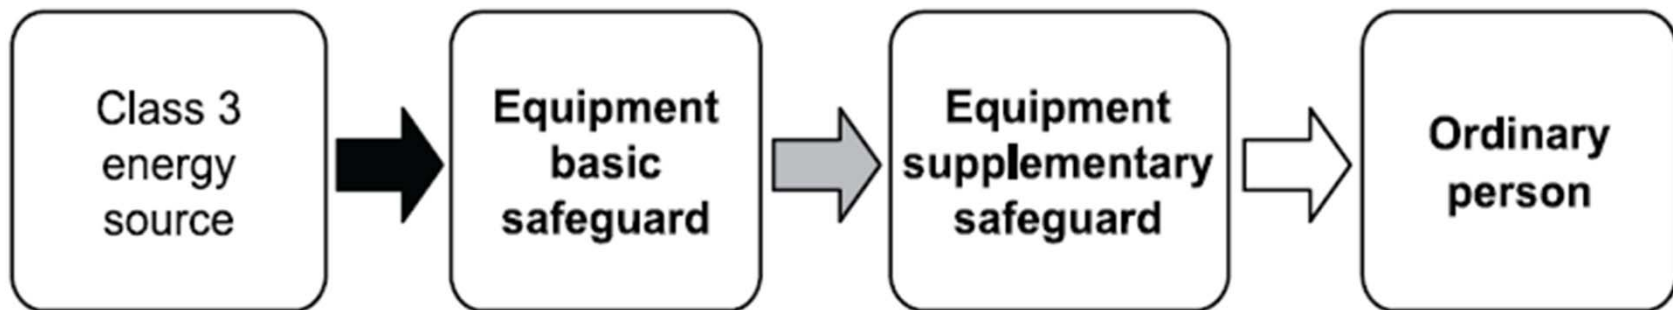 Class 3
energy
source
Equipment
basic
safeguard
Equipment
supplementary
safeguard
Ordinary
person